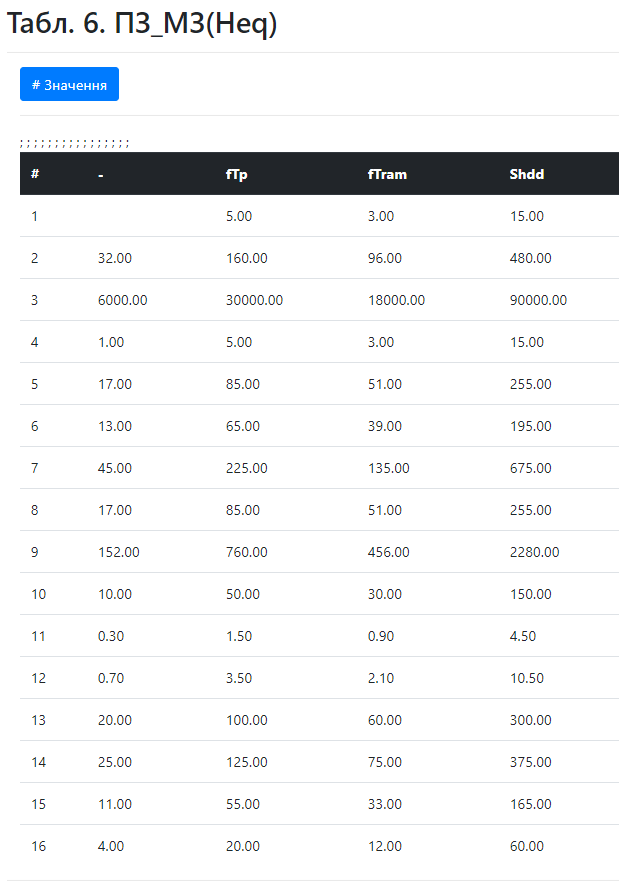 Табл. 6. ПЗ_МЗ(Heq)
# Значення
; ; ; ; ; ; ; ; ; ; ; ; ; ; ; ;
# - fTp fTram Shdd
1 5.00 3.00 15.00
2 32.00 160.00 96.00 480.00
3 6000.00 30000.00 18000.00 90000.00
4 1.00 5.00 3.00 15.00
5 17.00 85.00 51.00 255.00
6 13.00 65.00 39.00 195.00
7 45.00 225.00 135.00 675.00
8 17.00 85.00 51.00 255.00
9 152.00 760.00 456.00 2280.00
10 10.00 50.00 30.00 150.00
11 0.30 1.50 0.90 4.50
12 0.70 3.50 2.10 10.50
13 20.00 100.00 60.00 300.00
14 25.00 125.00 75.00 375.00
15 11.00 55.00 33.00 165.00
16 4.00 20.00 12.00 60.00